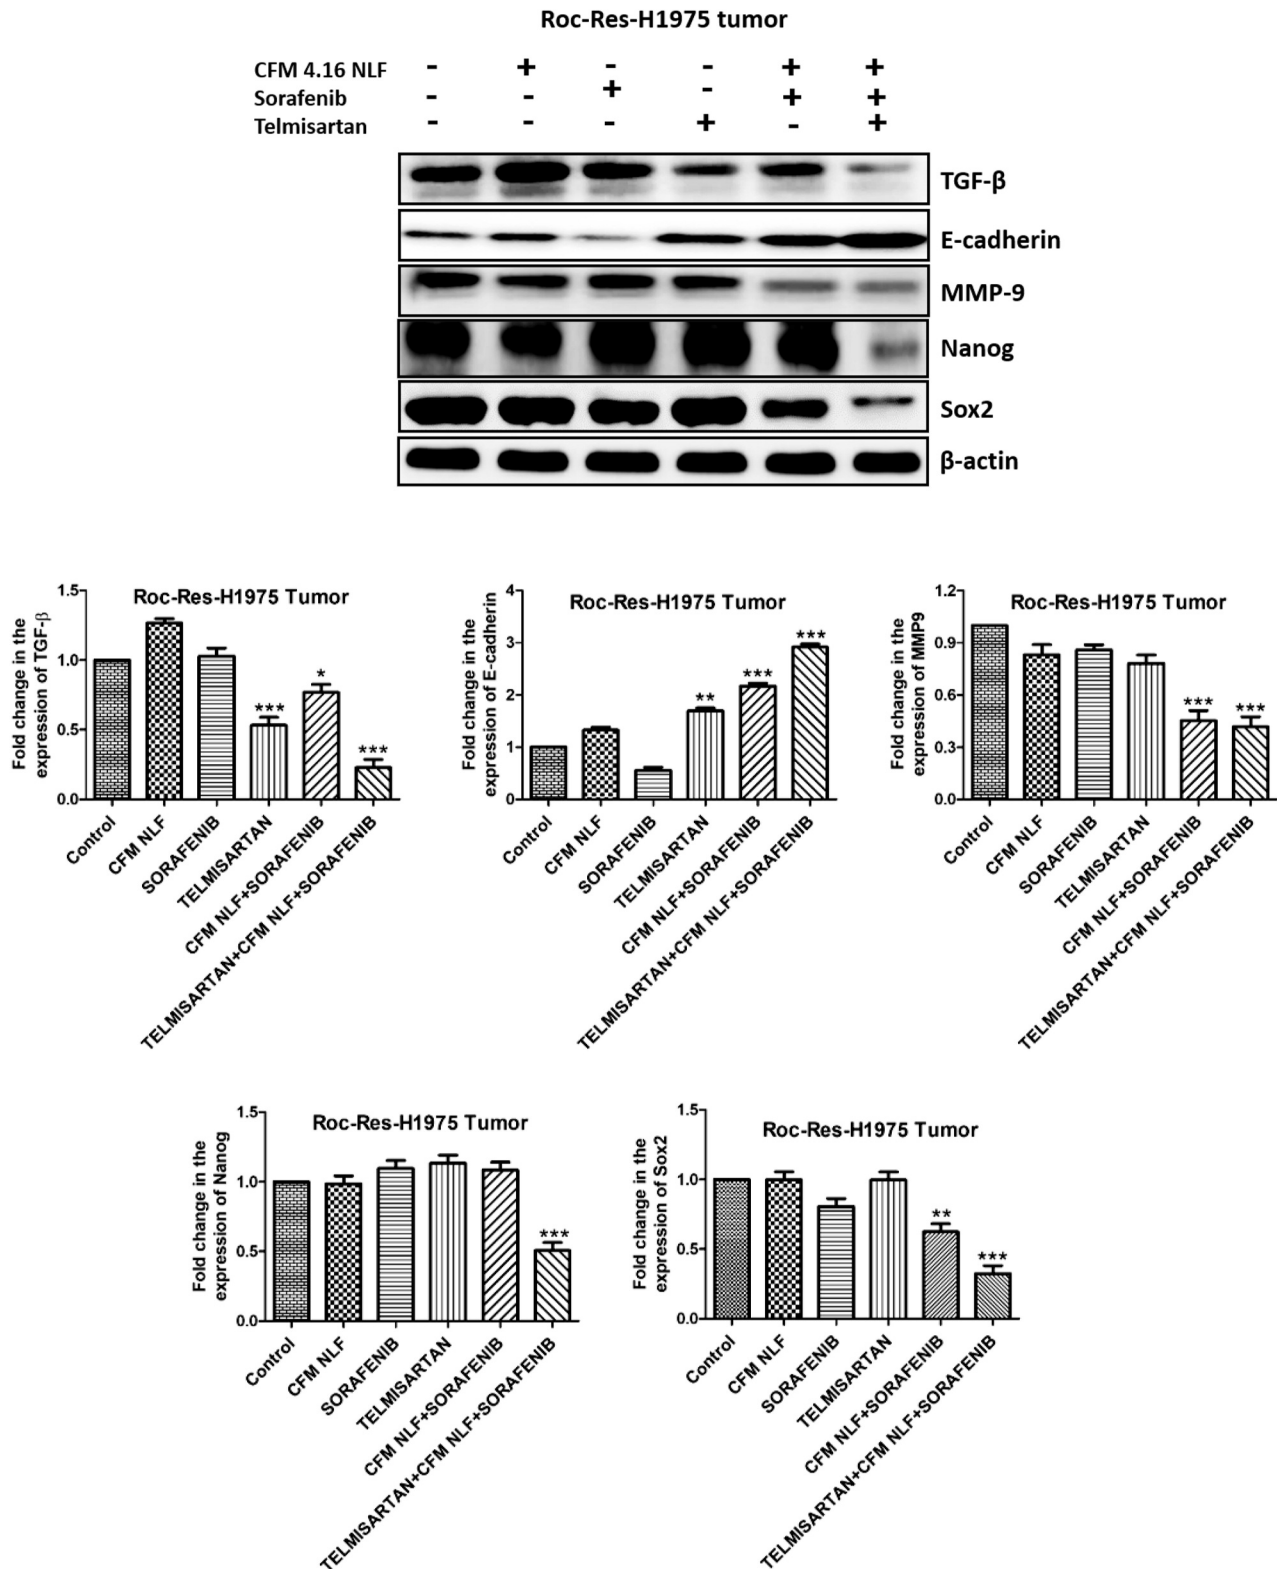 Roc-Res-H1975 tumor
CFM 4.16 NLF - + - - + +
Sorafenib - - + - + +
Telmisartan - - - + - +
TGF-β
E-cadherin
MMP-9
Nanog
Sox2
β-actin
Roc-Res-H1975 Tumor
Fold change in the
expression of TGF-β
1.5
1.0
0.5
0.0
***
*
***
Control
CFM NLF
SORAFENIB
TELMISARTAN
CFM NLF+SORAFENIB
TELMISARTAN+CFM NLF+SORAFENIB
Roc-Res-H1975 Tumor
Fold change in the
expression of E-cadherin
4
3
2
1
0
**
***
***
Control
CFM NLF
SORAFENIB
TELMISARTAN
CFM NLF+SORAFENIB
TELMISARTAN+CFM NLF+SORAFENIB
Roc-Res-H1975 Tumor
Fold change in the
expression of MMP9
1.2
0.9
0.6
0.3
0.0
***
***
Control
CFM NLF
SORAFENIB
TELMISARTAN
CFM NLF+SORAFENIB
TELMISARTAN+CFM NLF+SORAFENIB
Roc-Res-H1975 Tumor
Fold change in the
expression of Nanog
1.5
1.0
0.5
0.0
***
Control
CFM NLF
SORAFENIB
TELMISARTAN
CFM NLF+SORAFENIB
TELMISARTAN+CFM NLF+SORAFENIB
Roc-Res-H1975 Tumor
Fold change in the
expression of Sox2
1.5
1.0
0.5
0.0
**
***
Control
CFM NLF
SORAFENIB
TELMISARTAN
CFM NLF+SORAFENIB
TELMISARTAN+CFM NLF+SORAFENIB